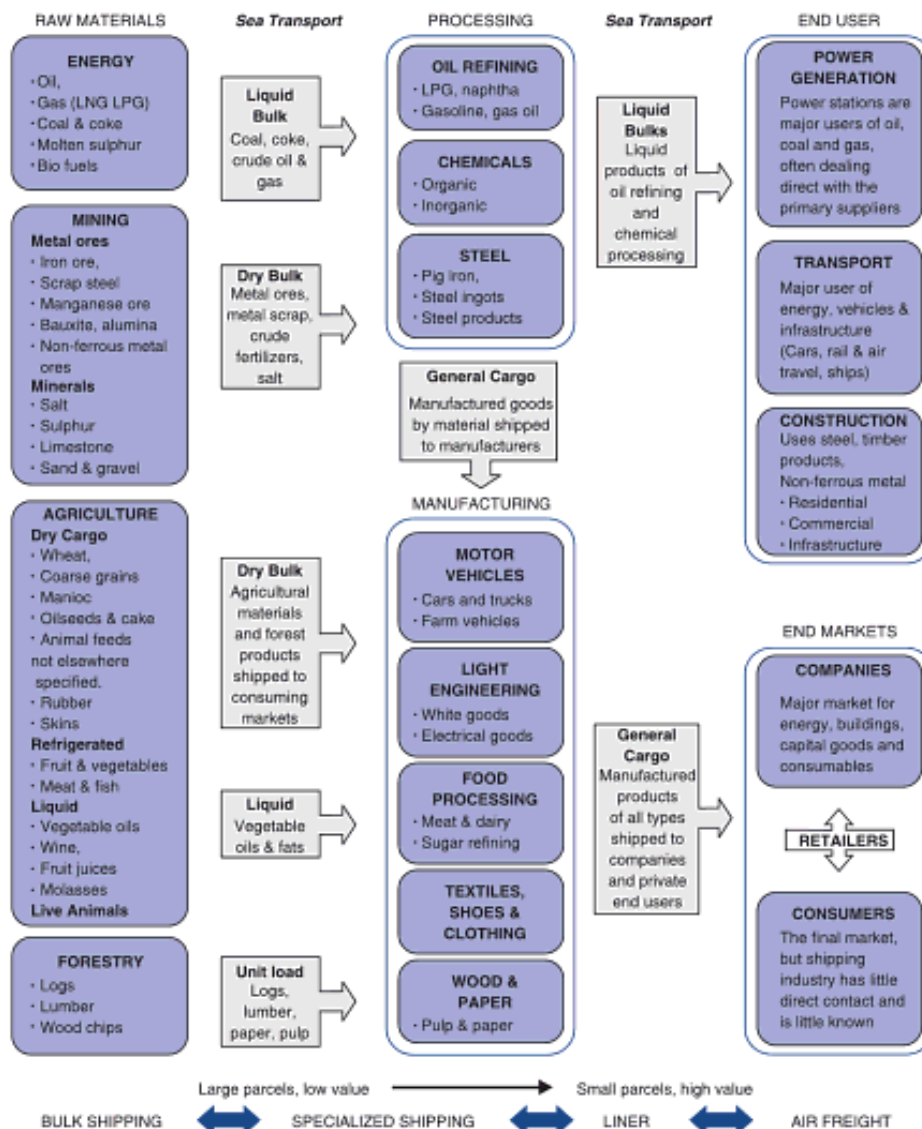 RAW MATERIALS
ENERGY
· Oil,
· Gas (LNG LPG)
· Coal & coke
· Molten sulphur
· Bio fuels
MINING
Metal ores
· Iron ore,
· Scrap steel
· Manganese ore
· Bauxite, alumina
· Non-ferrous metal
ores
Minerals
· Salt
· Sulphur
· Limestone
· Sand & gravel
AGRICULTURE
Dry Cargo
· Wheat,
· Coarse grains
· Manioc
· Oilseeds & cake
· Animal feeds
not elsewhere
specified.
· Rubber
· Skins
Refrigerated
· Fruit & vegetables
· Meat & fish
Liquid
· Vegetable oils
· Wine,
· Fruit juices
· Molasses
Live Animals
FORESTRY
· Logs
· Lumber
· Wood chips
Sea Transport
Liquid
Bulk
Coal, coke,
crude oil &
gas
Dry Bulk
Metal ores,
metal scrap,
crude
fertilizers,
salt
Dry Bulk
Agricultural
materials
and forest
products
shipped to
consuming
markets
Liquid
Vegetable
oils & fats
Unit load
Logs,
lumber,
paper, pulp
PROCESSING
OIL REFINING
· LPG, naphtha
· Gasoline, gas oil
CHEMICALS
· Organic
· Inorganic
STEEL
· Pig Iron,
· Steel ingots
· Steel products
General Cargo
Manufactured goods
by material shipped
to manufacturers
MANUFACTURING
MOTOR
VEHICLES
· Cars and trucks
· Farm vehicles
LIGHT
ENGINEERING
· White goods
· Electrical goods
FOOD
PROCESSING
· Meat & dairy
· Sugar refining
TEXTILES,
SHOES &
CLOTHING
WOOD &
PAPER
· Pulp & paper
Sea Transport
Liquid
Bulks
Liquid
products of
oil refining
and
chemical
processing
General
Cargo
Manufactured
products
of all types
shipped to
companies
and private
end users
END USER
POWER
GENERATION
Power stations are
major users of oil,
coal and gas,
often dealing
direct with the
primary suppliers
TRANSPORT
Major user of
energy, vehicles &
infrastructure
(Cars, rail & air
travel, ships)
CONSTRUCTION
Uses steel, timber
products,
Non-ferrous metal
· Residential
· Commercial
· Infrastructure
END MARKETS
COMPANIES
Major market for
energy, buildings,
capital goods and
consumables
RETAILERS
CONSUMERS
The final market,
but shipping
industry has little
direct contact and
is little known
Large parcels, low value
Small parcels, high value
BULK SHIPPING
SPECIALIZED SHIPPING
LINER
AIR FREIGHT